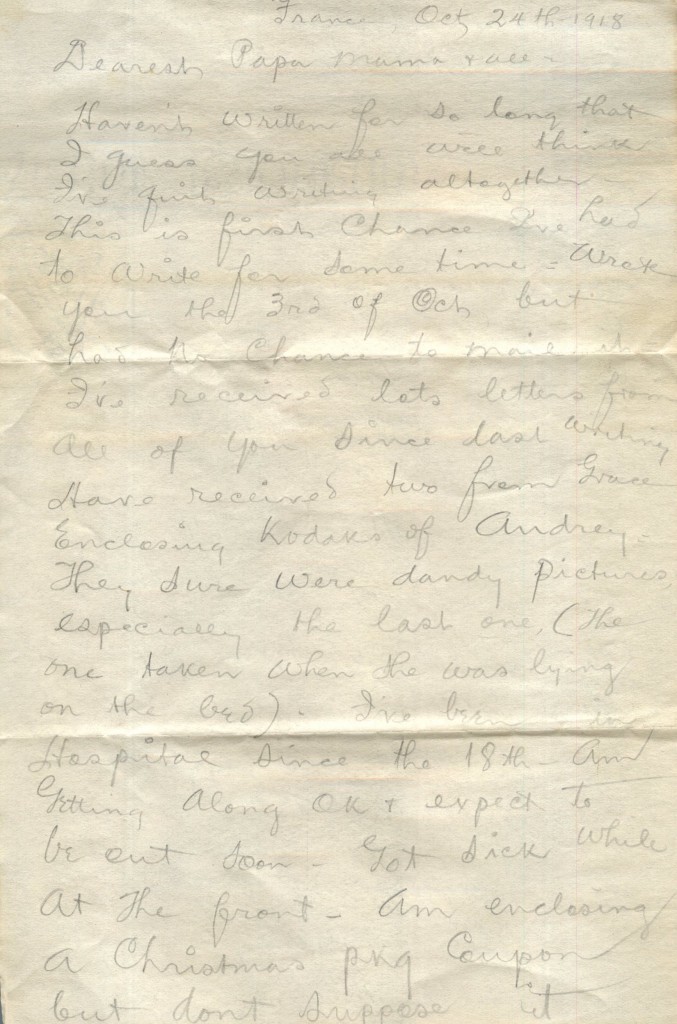 France, Oct, 24th 1918
Dearest Papa Mama & all -
Haven't written for so long that
I guess you all will think
I've quit writing altogether -
This is first Chance I've had
to write for some time = Wrote
you the 3rd of Oct but
had no Chance to mail it -
I've received lots letters from
all of you since last writing
Have received two from Grace
Enclosing Kodaks of Audrey -
They sure were dandy pictures,
especially the last one, (The
one taken when she was lying
on the bed). I've been in
Hospital since the 18th - Am
Getting Along OK & expect to
be out soon - Got sick while
At The front - Am enclosing
a Christmas pkg Coupon
but dont suppose it